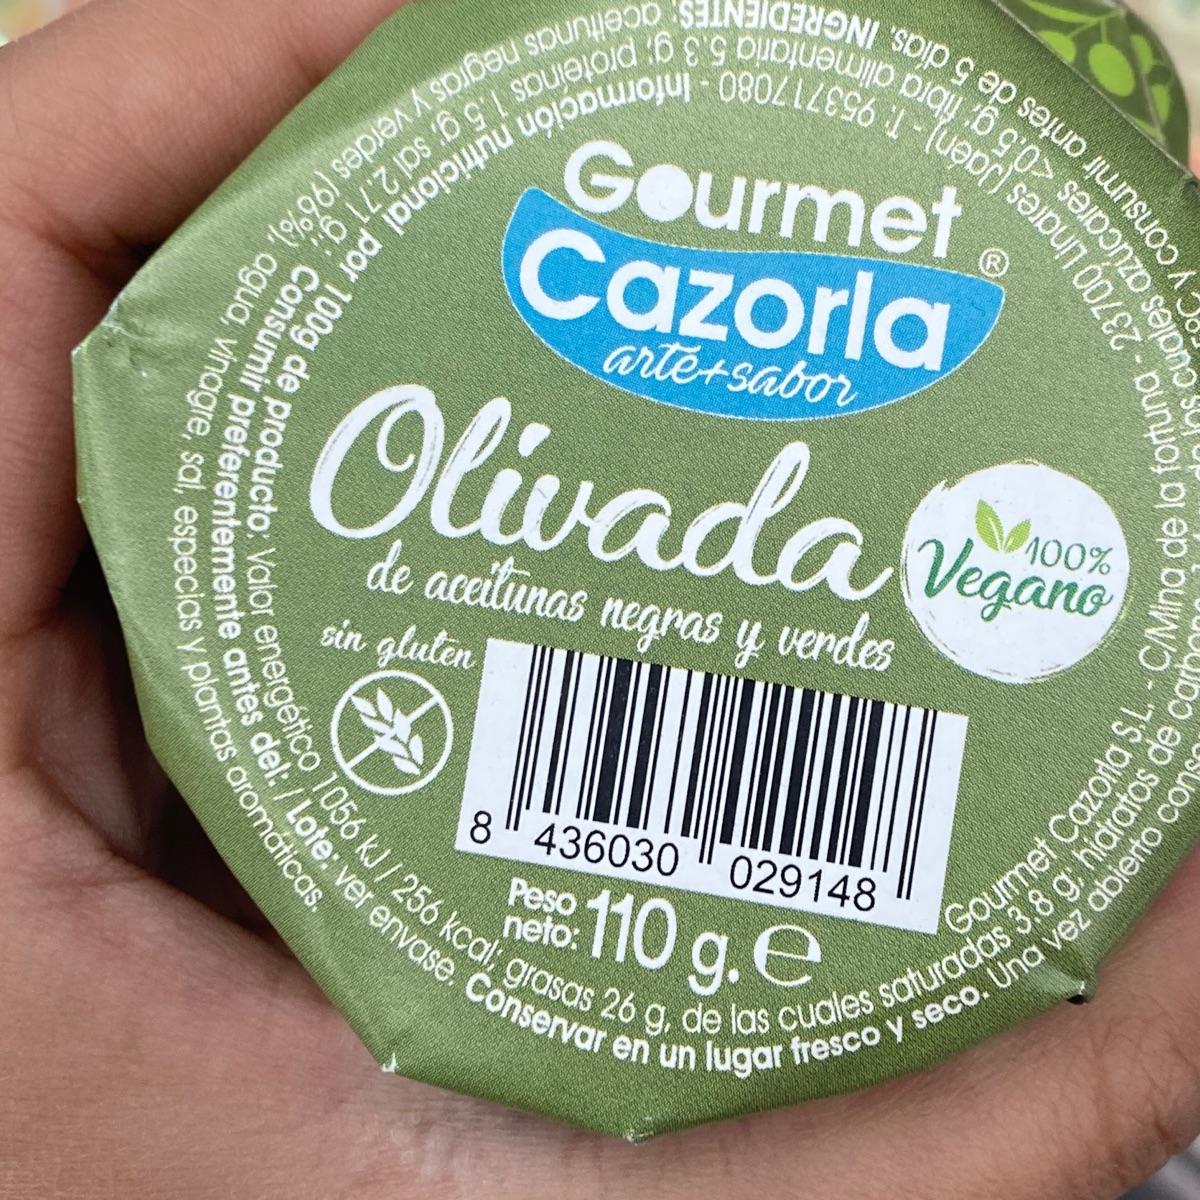 Gourmet
Cazorla ®
arte+sabor
Olivada
de aceitunas negras y verdes
100%
Vegano
sin gluten
8 436030 029148
Peso neto: 110 g. e
Gourmet Cazorla S.L. - C/Mina de la fortuna - 23700 Linares (Jaén) - T: 953717080 - Información nutricional por 100g de producto: Valor energético 1056 kJ / 256 kcal; grasas 26 g, de las cuales saturadas 3,8 g; hidratos de
cuales azúcares <0.5 g; fibra alimentaria 5,3 g; proteínas 1,5 g; sal 2,71 g; Consumir preferentemente antes del: / Lote: ver envase. Conservar en un lugar fresco y seco. Una vez abierto
y consumir antes de 5 días. INGREDIENTES: aceitunas negras y verdes (96%), agua, vinagre, sal, especias y plantas aromáticas.